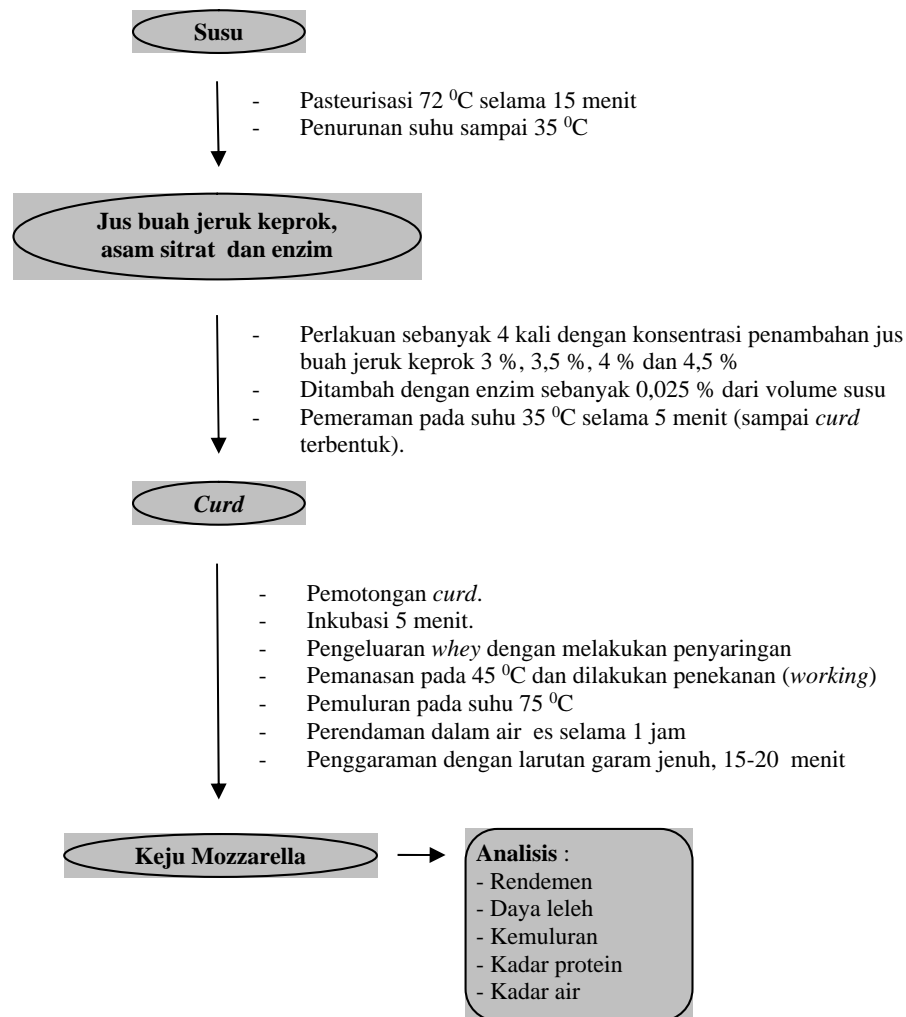 Susu
- Pasteurisasi 72 ⁰C selama 15 menit
- Penurunan suhu sampai 35 ⁰C
Jus buah jeruk keprok,
asam sitrat dan enzim
- Perlakuan sebanyak 4 kali dengan konsentrasi penambahan jus
buah jeruk keprok 3 %, 3,5 %, 4 % dan 4,5 %
- Ditambah dengan enzim sebanyak 0,025 % dari volume susu
- Pemeraman pada suhu 35 ⁰C selama 5 menit (sampai curd
terbentuk).
Curd
- Pemotongan curd.
- Inkubasi 5 menit.
- Pengeluaran whey dengan melakukan penyaringan
- Pemanasan pada 45 ⁰C dan dilakukan penekanan (working)
- Pemuluran pada suhu 75 ⁰C
- Perendaman dalam air es selama 1 jam
- Penggaraman dengan larutan garam jenuh, 15-20 menit
Keju Mozzarella
Analisis :
- Rendemen
- Daya leleh
- Kemuluran
- Kadar protein
- Kadar air